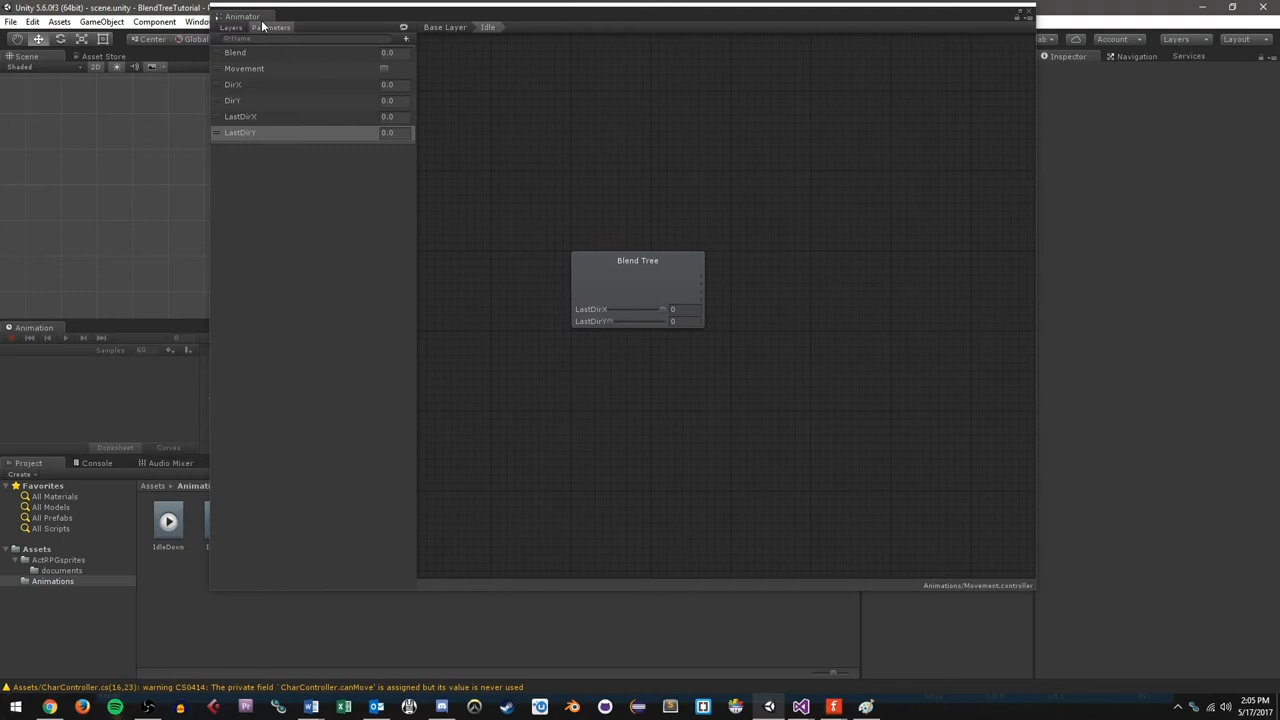 Unity 5.6.0f3 - scene.unity - BlendTreeTutorial -
File Edit Assets GameObject Component
Center Global
Account Layers Layout
Scene Asset Store
Shaded 2D
Inspector Navigation Services
Animator
Layers Parameters
Name
Blend 0.0
Movement
DirX 0.0
DirY 0.0
LastDirX 0.0
LastDirY 0.0
Base Layer Idle
Blend Tree
LastDirX 0
LastDirY 0
Animations/Movement.controller
Animation
0
Samples 60
Dopesheet Curves
Project Console Audio Mixer
Create
Favorites
All Materials
All Models
All Prefabs
All Scripts
Assets
ActRPGsprites
documents
Animations
Assets
IdleDown
Assets/CharController.cs(16,23): warning CS0414: The private field `CharController.canMove' is assigned but its value is never used
2:05 PM
5/17/2017